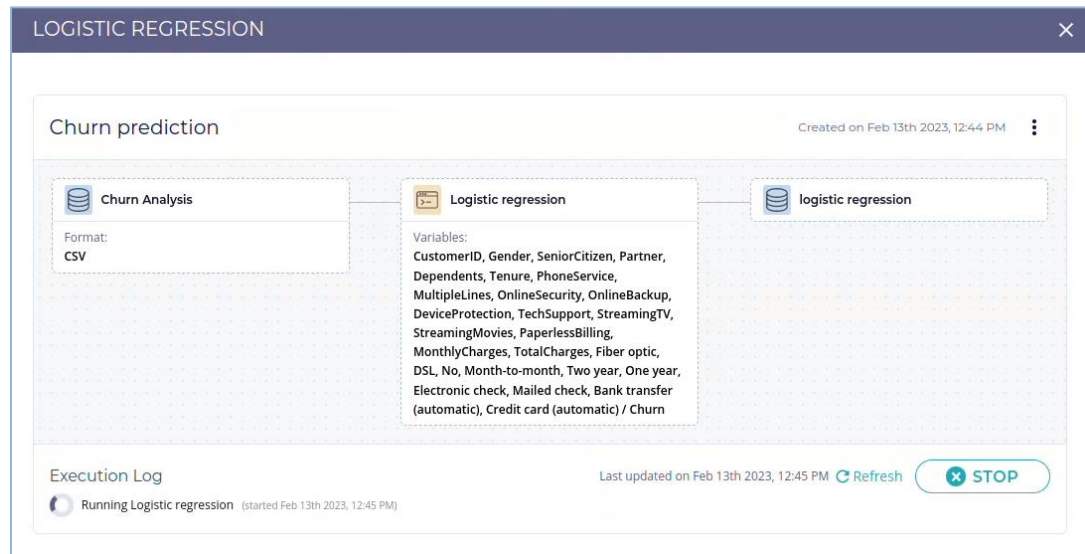 LOGISTIC REGRESSION
Churn prediction
Created on Feb 13th 2023, 12:44 PM
Churn Analysis
Format:
CSV
Logistic regression
Variables:
CustomerID, Gender, SeniorCitizen, Partner,
Dependents, Tenure, PhoneService,
MultipleLines, OnlineSecurity, OnlineBackup,
DeviceProtection, TechSupport, StreamingTV,
StreamingMovies, PaperlessBilling,
MonthlyCharges, TotalCharges, Fiber optic,
DSL, No, Month-to-month, Two year, One year,
Electronic check, Mailed check, Bank transfer
(automatic), Credit card (automatic) / Churn
logistic regression
Execution Log
Last updated on Feb 13th 2023, 12:45 PM Refresh
STOP
Running Logistic regression (started Feb 13th 2023, 12:45 PM)